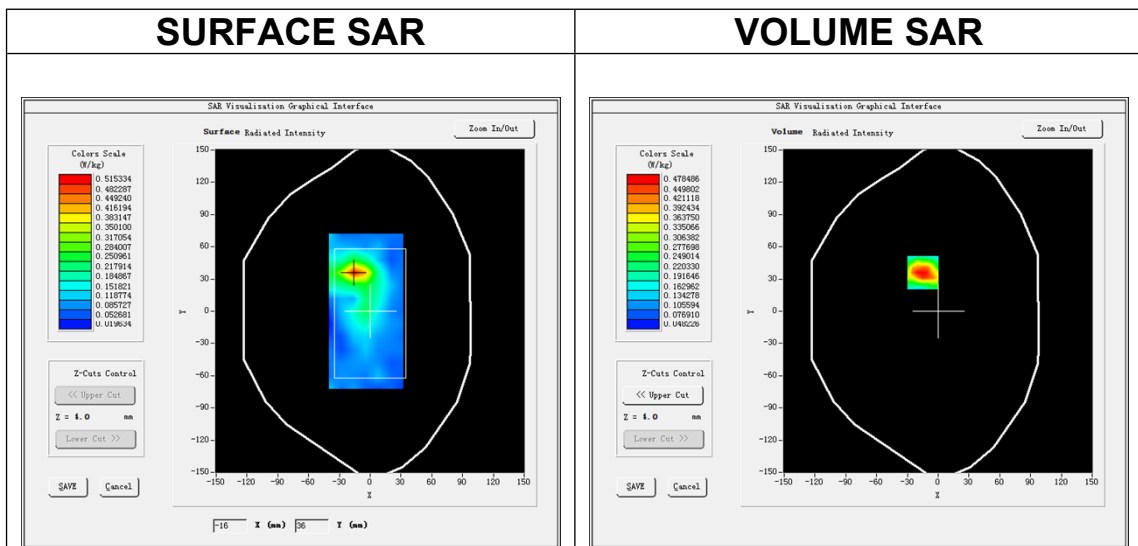 SURFACE SAR
VOLUME SAR
SAR Visualisation Graphical Interface
Surface Radiated Intensity
Zoom In/Out
Colors Scale
(W/kg)
0.515334
0.482287
0.449240
0.416194
0.383147
0.350100
0.317054
0.284007
0.250961
0.217914
0.184867
0.151821
0.118774
0.085727
0.052681
0.019634
Z-Cuts Control
<< Upper Cut
Z = 4.0 mm
Lower Cut >>
SAVE
Cancel
150
120
90
60
30
0
-30
-60
-90
-120
-150
Y
-150 -120 -90 -60 -30 0 30 60 90 120 150
X
-16 X (mm) 36 Y (mm)
SAR Visualisation Graphical Interface
Volume Radiated Intensity
Zoom In/Out
Colors Scale
(W/kg)
0.478486
0.449802
0.421118
0.392434
0.363750
0.335066
0.306382
0.277698
0.249014
0.220330
0.191646
0.162962
0.134278
0.105594
0.076910
0.048226
Z-Cuts Control
<< Upper Cut
Z = 4.0 mm
Lower Cut >>
SAVE
Cancel
150
120
90
60
30
0
-30
-60
-90
-120
-150
Y
-150 -120 -90 -60 -30 0 30 60 90 120 150
X